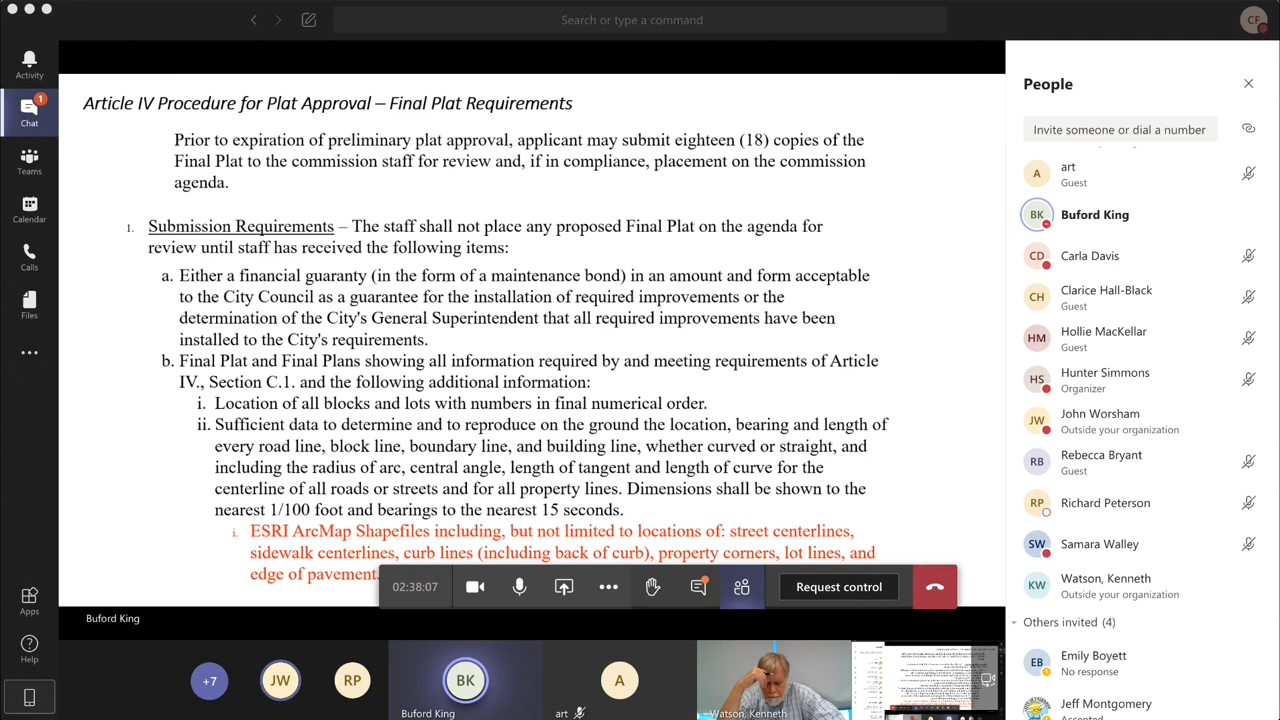 Search or type a command
CF
Activity
1
Chat
Teams
Calendar
Calls
Files
Apps
Help
Article IV Procedure for Plat Approval – Final Plat Requirements
Prior to expiration of preliminary plat approval, applicant may submit eighteen (18) copies of the
Final Plat to the commission staff for review and, if in compliance, placement on the commission
agenda.
1. Submission Requirements – The staff shall not place any proposed Final Plat on the agenda for
review until staff has received the following items:
a. Either a financial guaranty (in the form of a maintenance bond) in an amount and form acceptable
to the City Council as a guarantee for the installation of required improvements or the
determination of the City's General Superintendent that all required improvements have been
installed to the City's requirements.
b. Final Plat and Final Plans showing all information required by and meeting requirements of Article
IV., Section C.1. and the following additional information:
i. Location of all blocks and lots with numbers in final numerical order.
ii. Sufficient data to determine and to reproduce on the ground the location, bearing and length of
every road line, block line, boundary line, and building line, whether curved or straight, and
including the radius of arc, central angle, length of tangent and length of curve for the
centerline of all roads or streets and for all property lines. Dimensions shall be shown to the
nearest 1/100 foot and bearings to the nearest 15 seconds.
i. ESRI ArcMap Shapefiles including, but not limited to locations of: street centerlines,
sidewalk centerlines, curb lines (including back of curb), property corners, lot lines, and
edge of pavement.
02:38:07
Request control
Buford King
W
RP
BK
Buford King
A
Watson, Kenneth
People
Invite someone or dial a number
A
art
Guest
BK
Buford King
CD
Carla Davis
CH
Clarice Hall-Black
Guest
HM
Hollie MacKellar
Guest
HS
Hunter Simmons
Organizer
JW
John Worsham
Outside your organization
RB
Rebecca Bryant
Guest
RP
Richard Peterson
SW
Samara Walley
KW
Watson, Kenneth
Outside your organization
Others invited (4)
EB
Emily Boyett
No response
Jeff Montgomery
Accepted